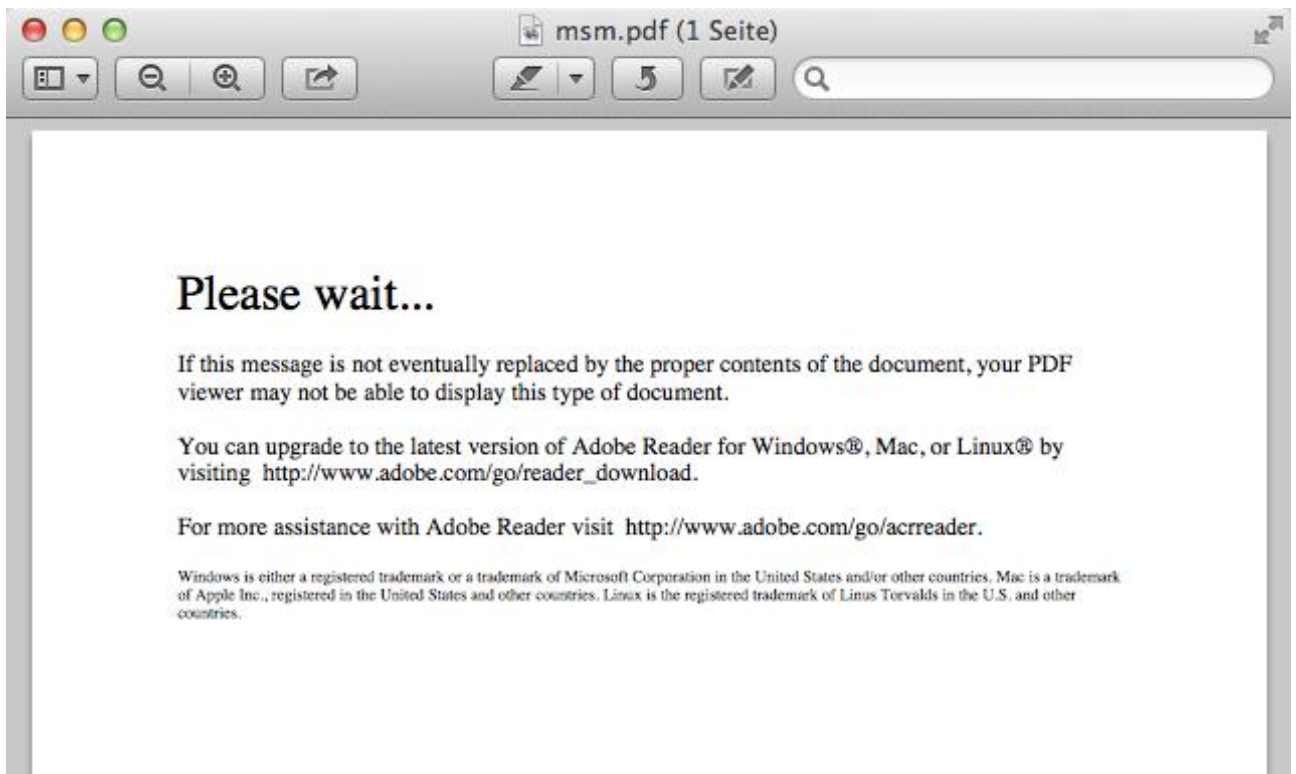 msm.pdf (1 Seite)
Please wait...
If this message is not eventually replaced by the proper contents of the document, your PDF
viewer may not be able to display this type of document.
You can upgrade to the latest version of Adobe Reader for Windows®, Mac, or Linux® by
visiting  http://www.adobe.com/go/reader_download.
For more assistance with Adobe Reader visit  http://www.adobe.com/go/acrreader.
Windows is either a registered trademark or a trademark of Microsoft Corporation in the United States and/or other countries. Mac is a trademark
of Apple Inc., registered in the United States and other countries. Linux is the registered trademark of Linus Torvalds in the U.S. and other
countries.